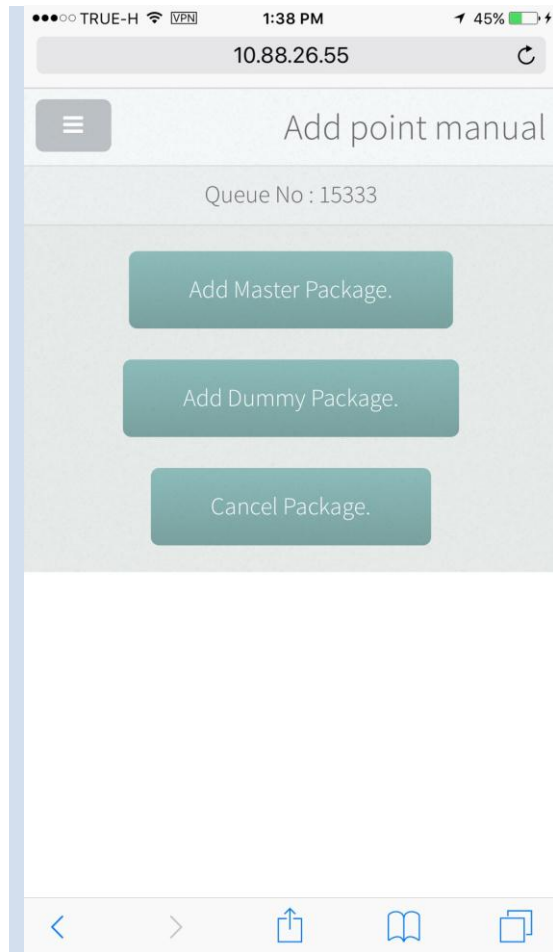 TRUE-H VPN 1:38 PM 45%
10.88.26.55
Add point manual
Queue No : 15333
Add Master Package.
Add Dummy Package.
Cancel Package.